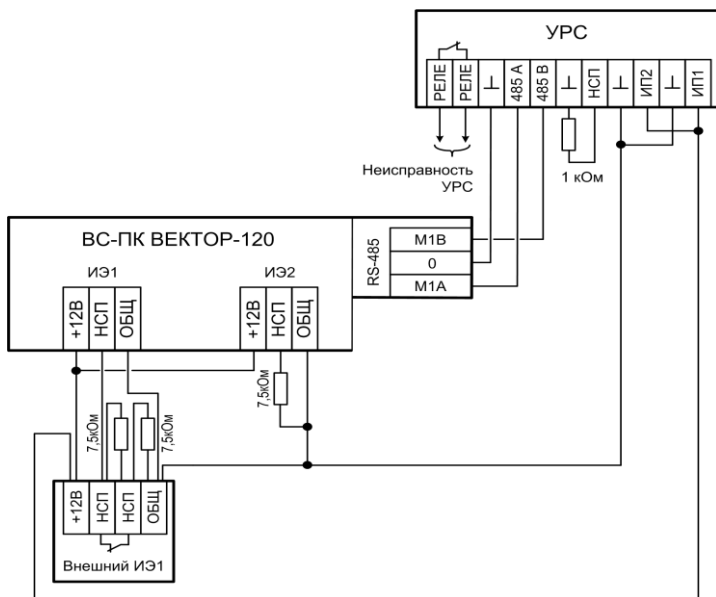 УРС
РЕЛЕ
РЕЛЕ
⊥
485 А
485 В
⊥
НСП
⊥
ИП2
⊥
ИП1
Неисправность
УРС
1 кОм
ВС-ПК ВЕКТОР-120
RS-485
М1В
0
М1А
ИЭ1
ИЭ2
+12В
НСП
ОБЩ
+12В
НСП
ОБЩ
7,5кОм
7,5кОм
7,5кОм
+12В
НСП
НСП
ОБЩ
Внешний ИЭ1